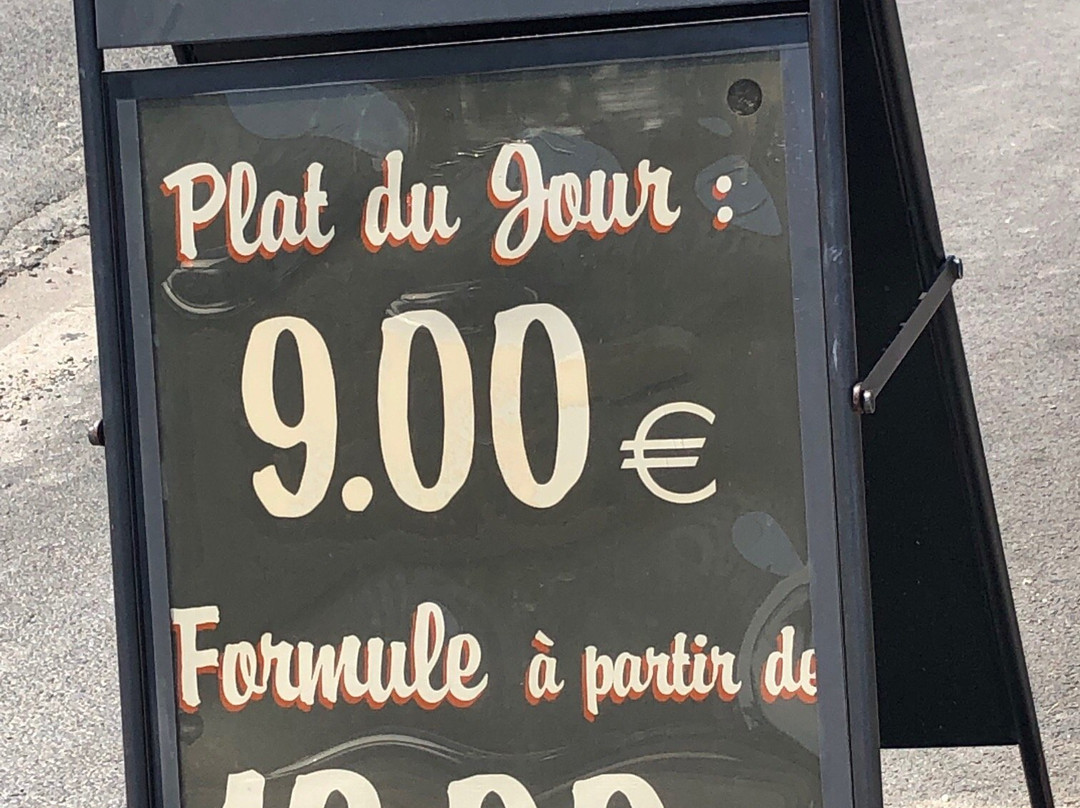 Plat du Jour :
9.00 €
Formule à partir de